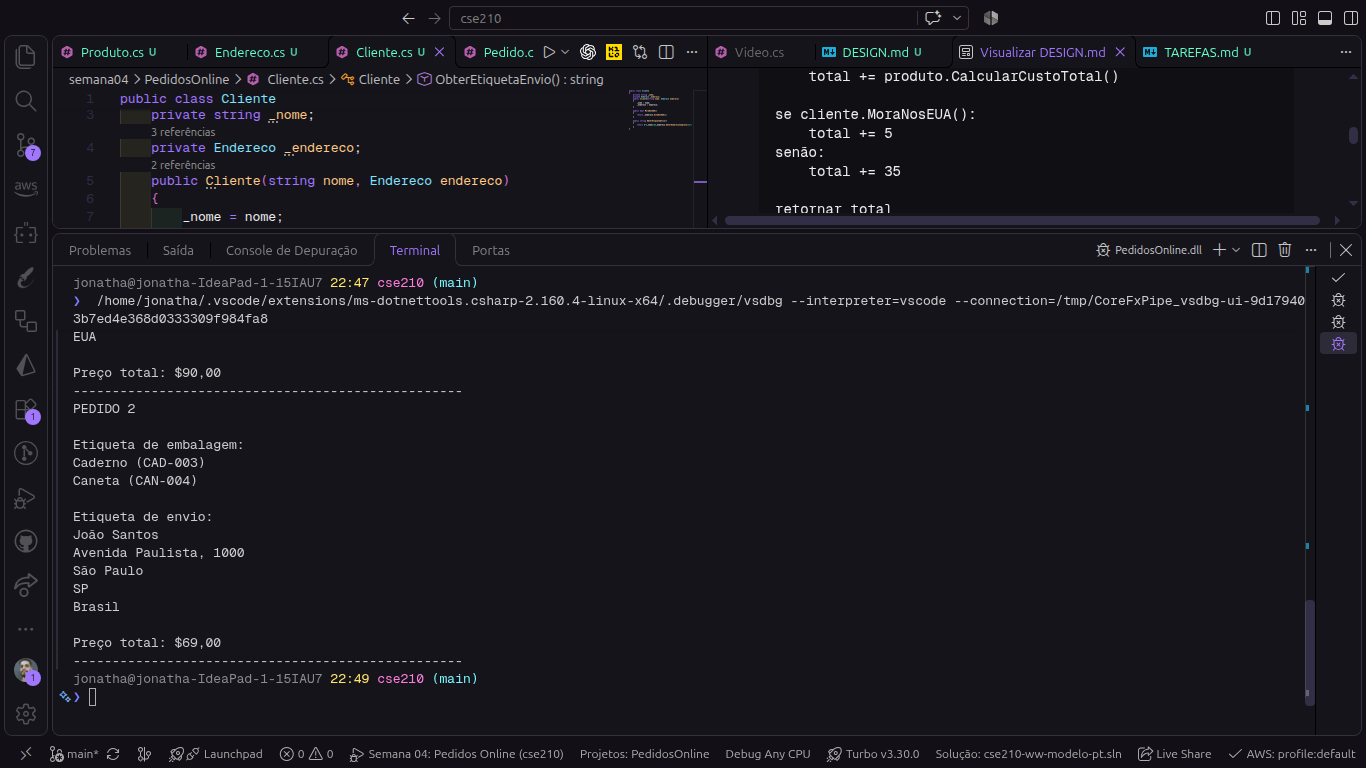 cse210
Produto.cs U
Endereco.cs U
Cliente.cs U
Pedido.c
Video.cs
DESIGN.md U
Visualizar DESIGN.md
TAREFAS.md U
semana04 > PedidosOnline > Cliente.cs > Cliente > ObterEtiquetaEnvio() : string
1 public class Cliente
3 private string _nome;
3 referências
4 private Endereco _endereco;
2 referências
5 public Cliente(string nome, Endereco endereco)
6 {
7 _nome = nome;
total += produto.CalcularCustoTotal()
se cliente.MoraNosEUA():
total += 5
senão:
total += 35
retornar total
Problemas Saída Console de Depuração Terminal Portas
PedidosOnline.dll
jonatha@jonatha-IdeaPad-1-15IAU7 22:47 cse210 (main)
❯ /home/jonatha/.vscode/extensions/ms-dotnettools.csharp-2.160.4-linux-x64/.debugger/vsdbg --interpreter=vscode --connection=/tmp/CoreFxPipe_vsdbg-ui-9d17940
3b7ed4e368d0333309f984fa8
EUA
Preço total: $90,00
--------------------------------------------------
PEDIDO 2
Etiqueta de embalagem:
Caderno (CAD-003)
Caneta (CAN-004)
Etiqueta de envio:
João Santos
Avenida Paulista, 1000
São Paulo
SP
Brasil
Preço total: $69,00
--------------------------------------------------
jonatha@jonatha-IdeaPad-1-15IAU7 22:49 cse210 (main)
❯
7
aws
1
1
main* Launchpad 0 0 Semana 04: Pedidos Online (cse210) Projetos: PedidosOnline Debug Any CPU Turbo v3.30.0 Solução: cse210-ww-modelo-pt.sln Live Share AWS: profile:default